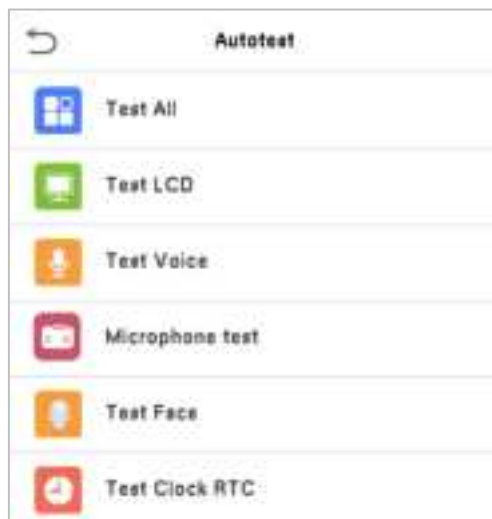 Autotest
Test All
Test LCD
Test Voice
Microphone test
Test Face
Test Clock RTC